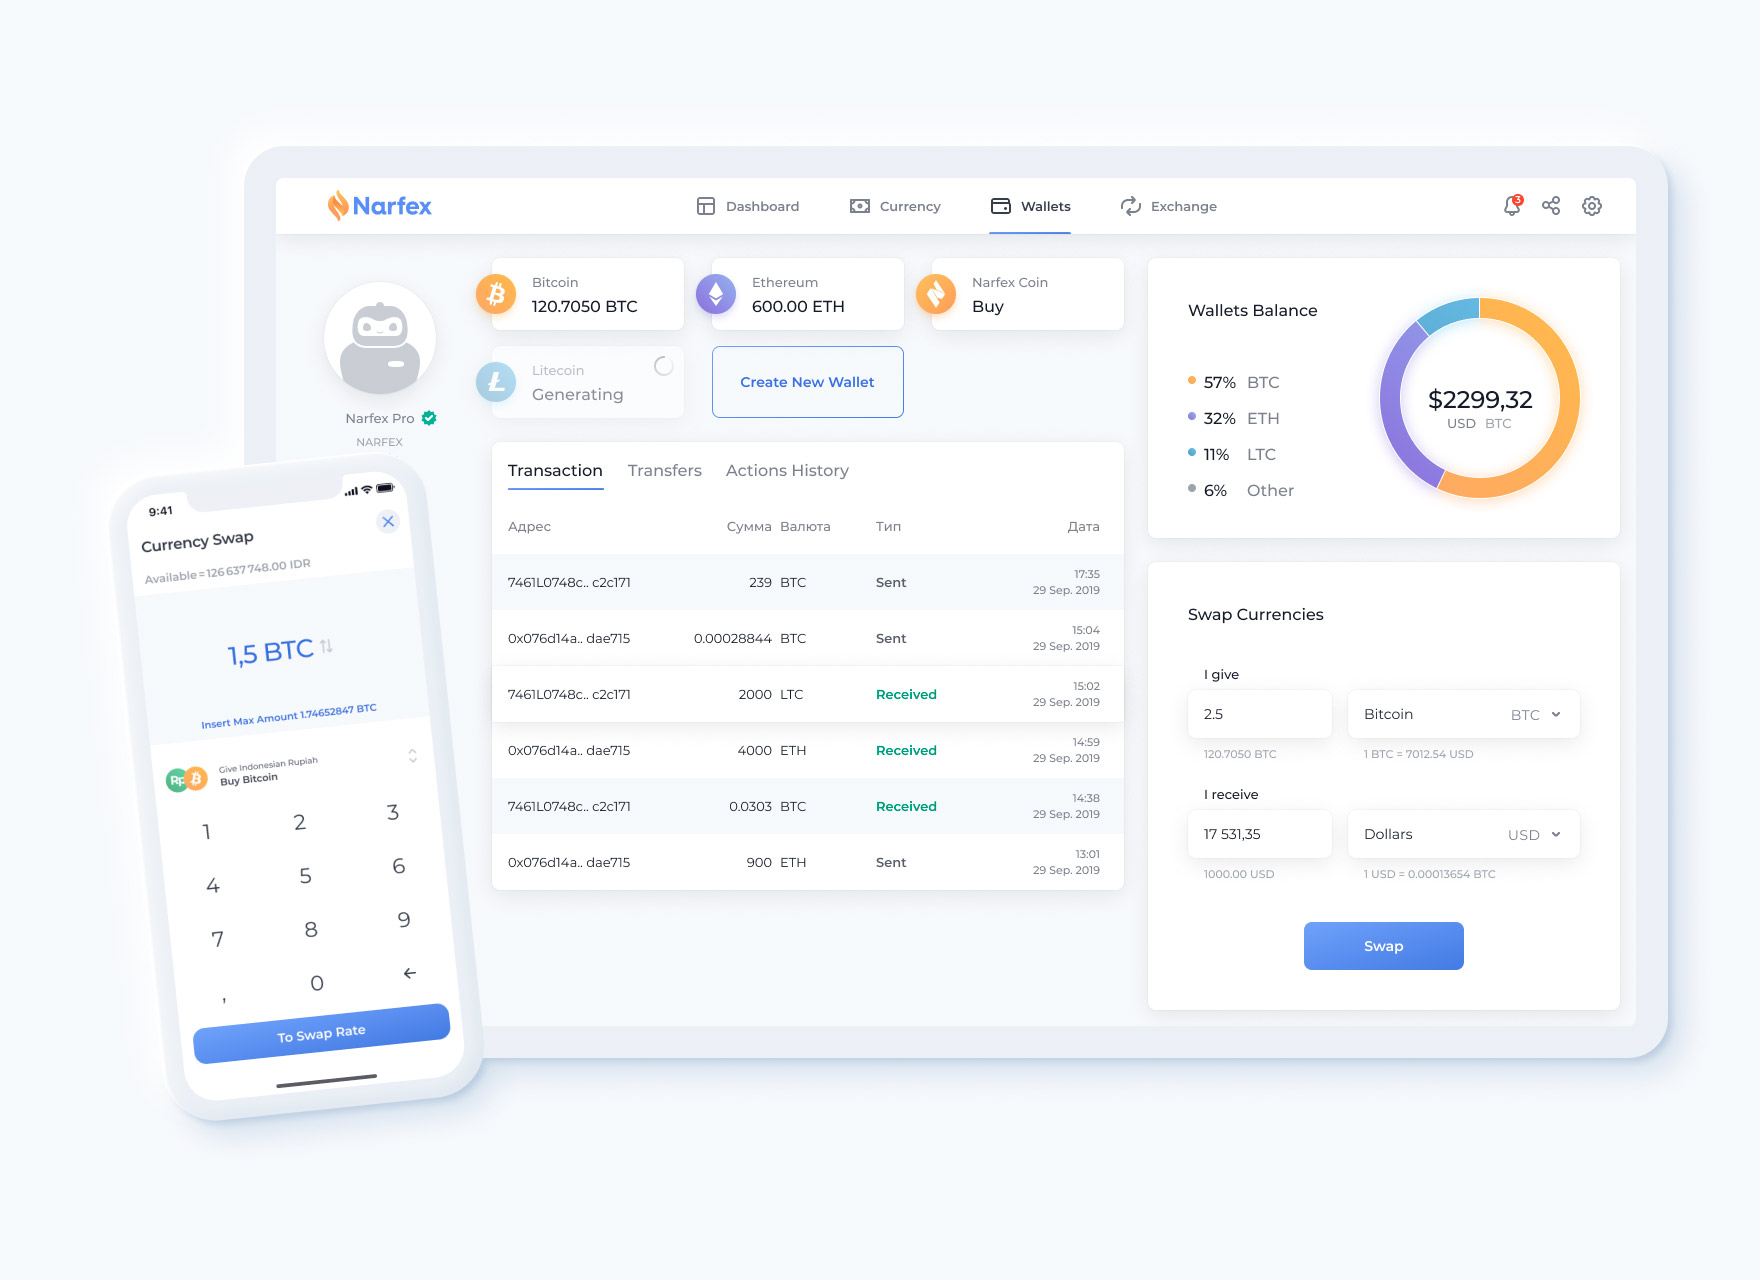 Narfex
Dashboard
Currency
Wallets
Exchange
3
Narfex Pro
NARFEX
Bitcoin
120.7050 BTC
Ethereum
600.00 ETH
Narfex Coin
Buy
Litecoin
Generating
Create New Wallet
Transaction Transfers Actions History
Адрес Сумма Валюта Тип Дата
7461L0748c.. c2c171 239 BTC Sent 17:35
29 Sep. 2019
0x076d14a.. dae715 0.00028844 BTC Sent 15:04
29 Sep. 2019
7461L0748c.. c2c171 2000 LTC Received 15:02
29 Sep. 2019
0x076d14a.. dae715 4000 ETH Received 14:59
29 Sep. 2019
7461L0748c.. c2c171 0.0303 BTC Received 14:38
29 Sep. 2019
0x076d14a.. dae715 900 ETH Sent 13:01
29 Sep. 2019
Wallets Balance
57% BTC
32% ETH
11% LTC
6% Other
$2299,32
USD BTC
Swap Currencies
I give
2.5
Bitcoin BTC
120.7050 BTC
1 BTC = 7012.54 USD
I receive
17 531,35
Dollars USD
1000.00 USD
1 USD = 0.00013654 BTC
Swap
9:41
Currency Swap
Available = 126 637 748.00 IDR
1,5 BTC
Insert Max Amount 1.74652847 BTC
Rp
Give Indonesian Rupiah
Buy Bitcoin
1 2 3
4 5 6
7 8 9
, 0
To Swap Rate